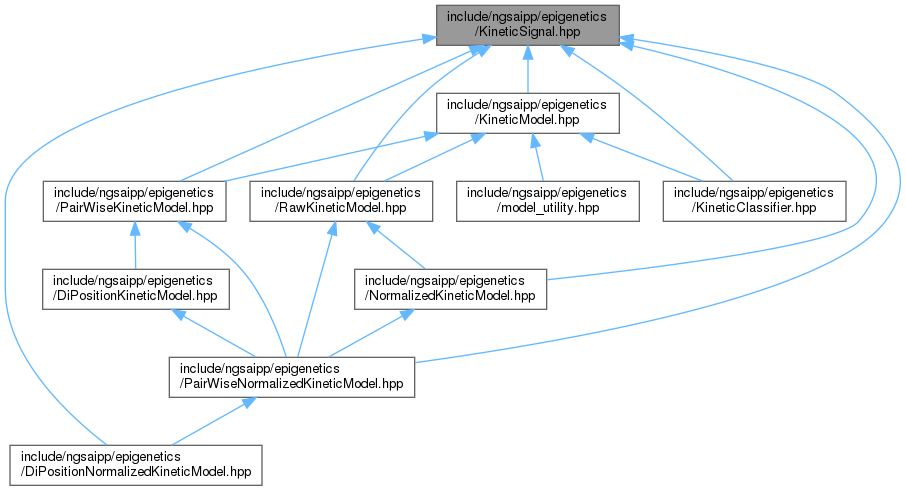 include/ngsaipp/epigenetics
/KineticSignal.hpp
include/ngsaipp/epigenetics
/KineticModel.hpp
include/ngsaipp/epigenetics
/PairWiseKineticModel.hpp
include/ngsaipp/epigenetics
/RawKineticModel.hpp
include/ngsaipp/epigenetics
/model_utility.hpp
include/ngsaipp/epigenetics
/KineticClassifier.hpp
include/ngsaipp/epigenetics
/DiPositionKineticModel.hpp
include/ngsaipp/epigenetics
/NormalizedKineticModel.hpp
include/ngsaipp/epigenetics
/PairWiseNormalizedKineticModel.hpp
include/ngsaipp/epigenetics
/DiPositionNormalizedKineticModel.hpp